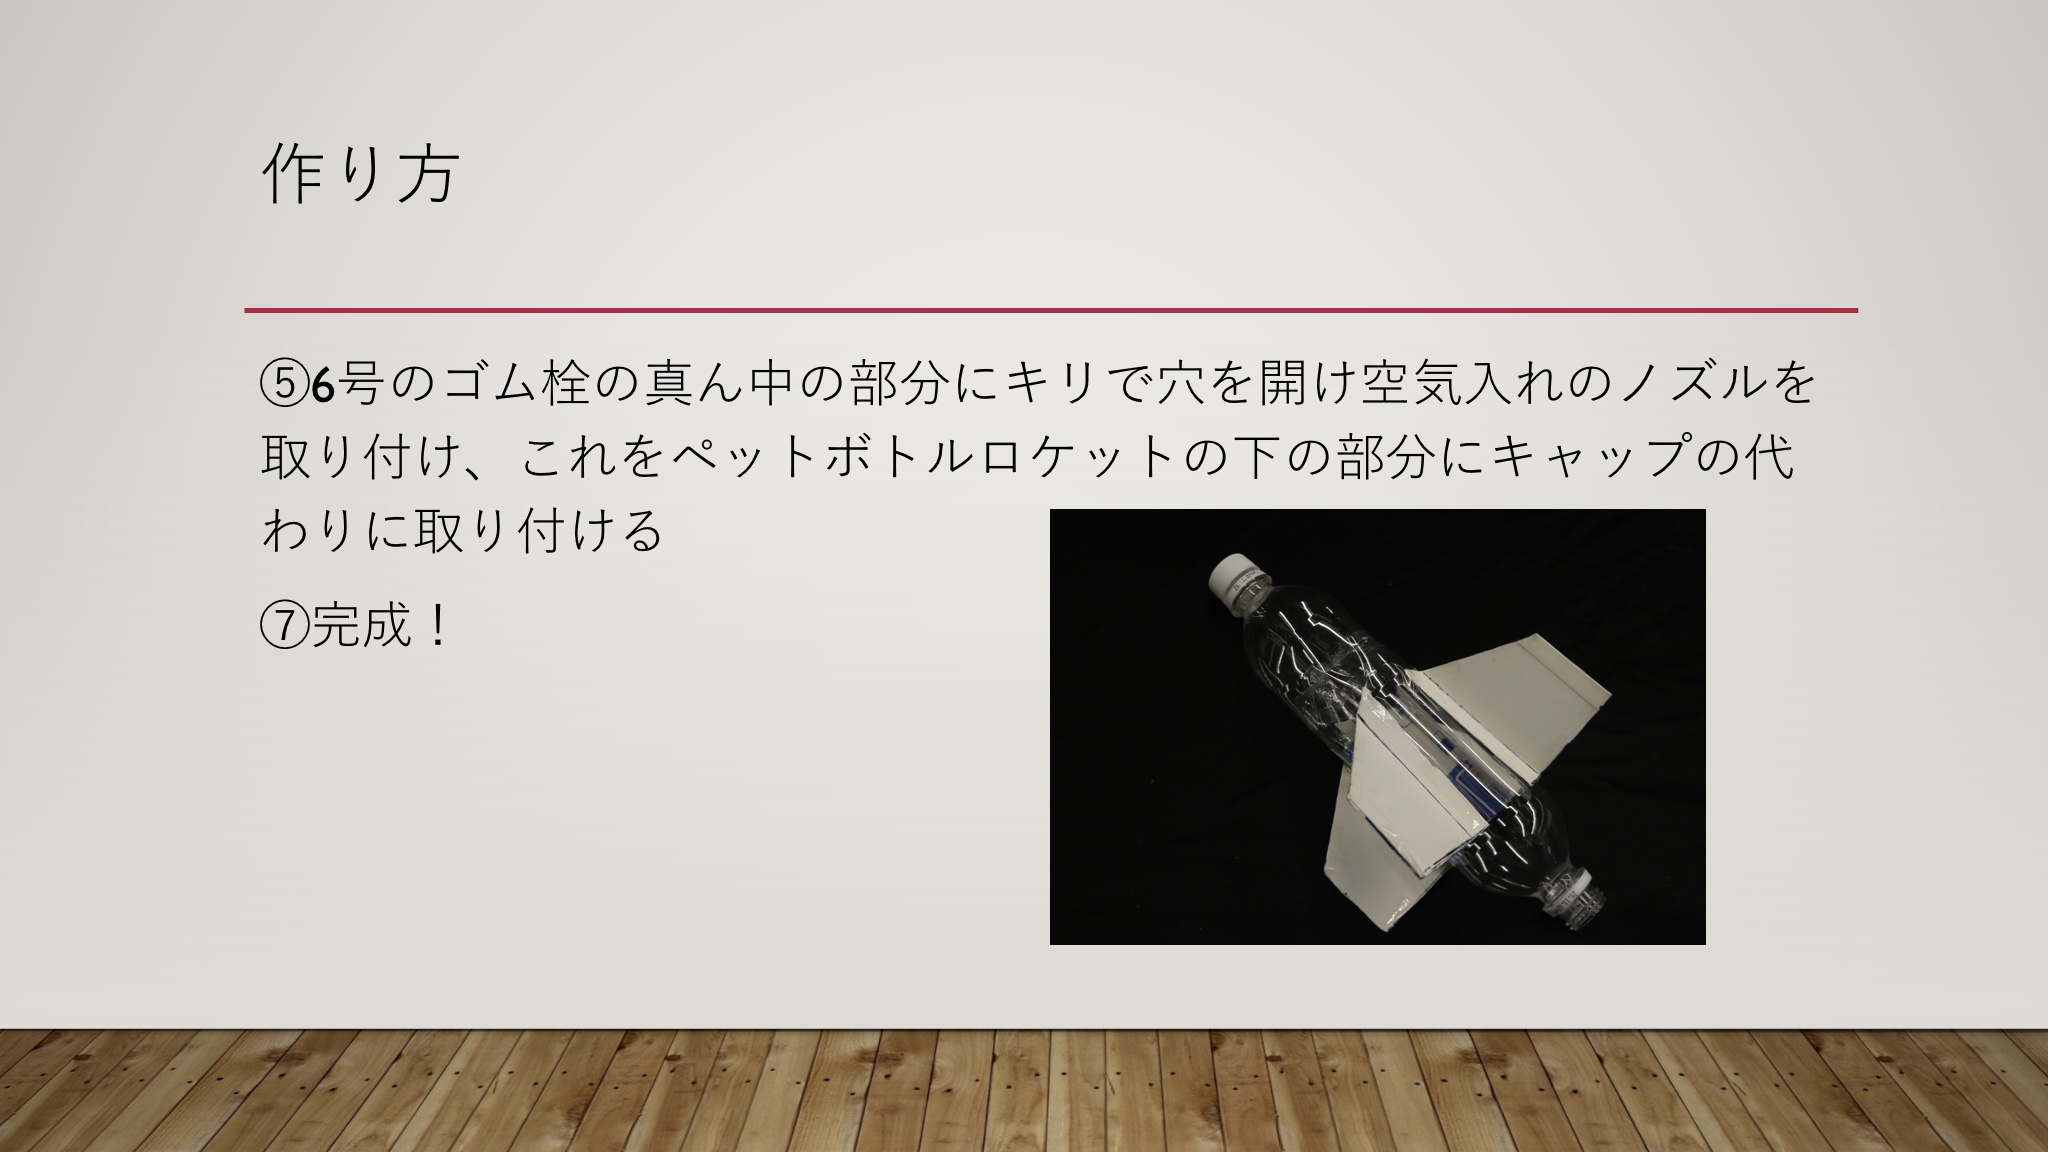 作り方
⑤6号のゴム栓の真ん中の部分にキリで穴を開け空気入れのノズルを
取り付け、これをペットボトルロケットの下の部分にキャップの代
わりに取り付ける
⑦完成！